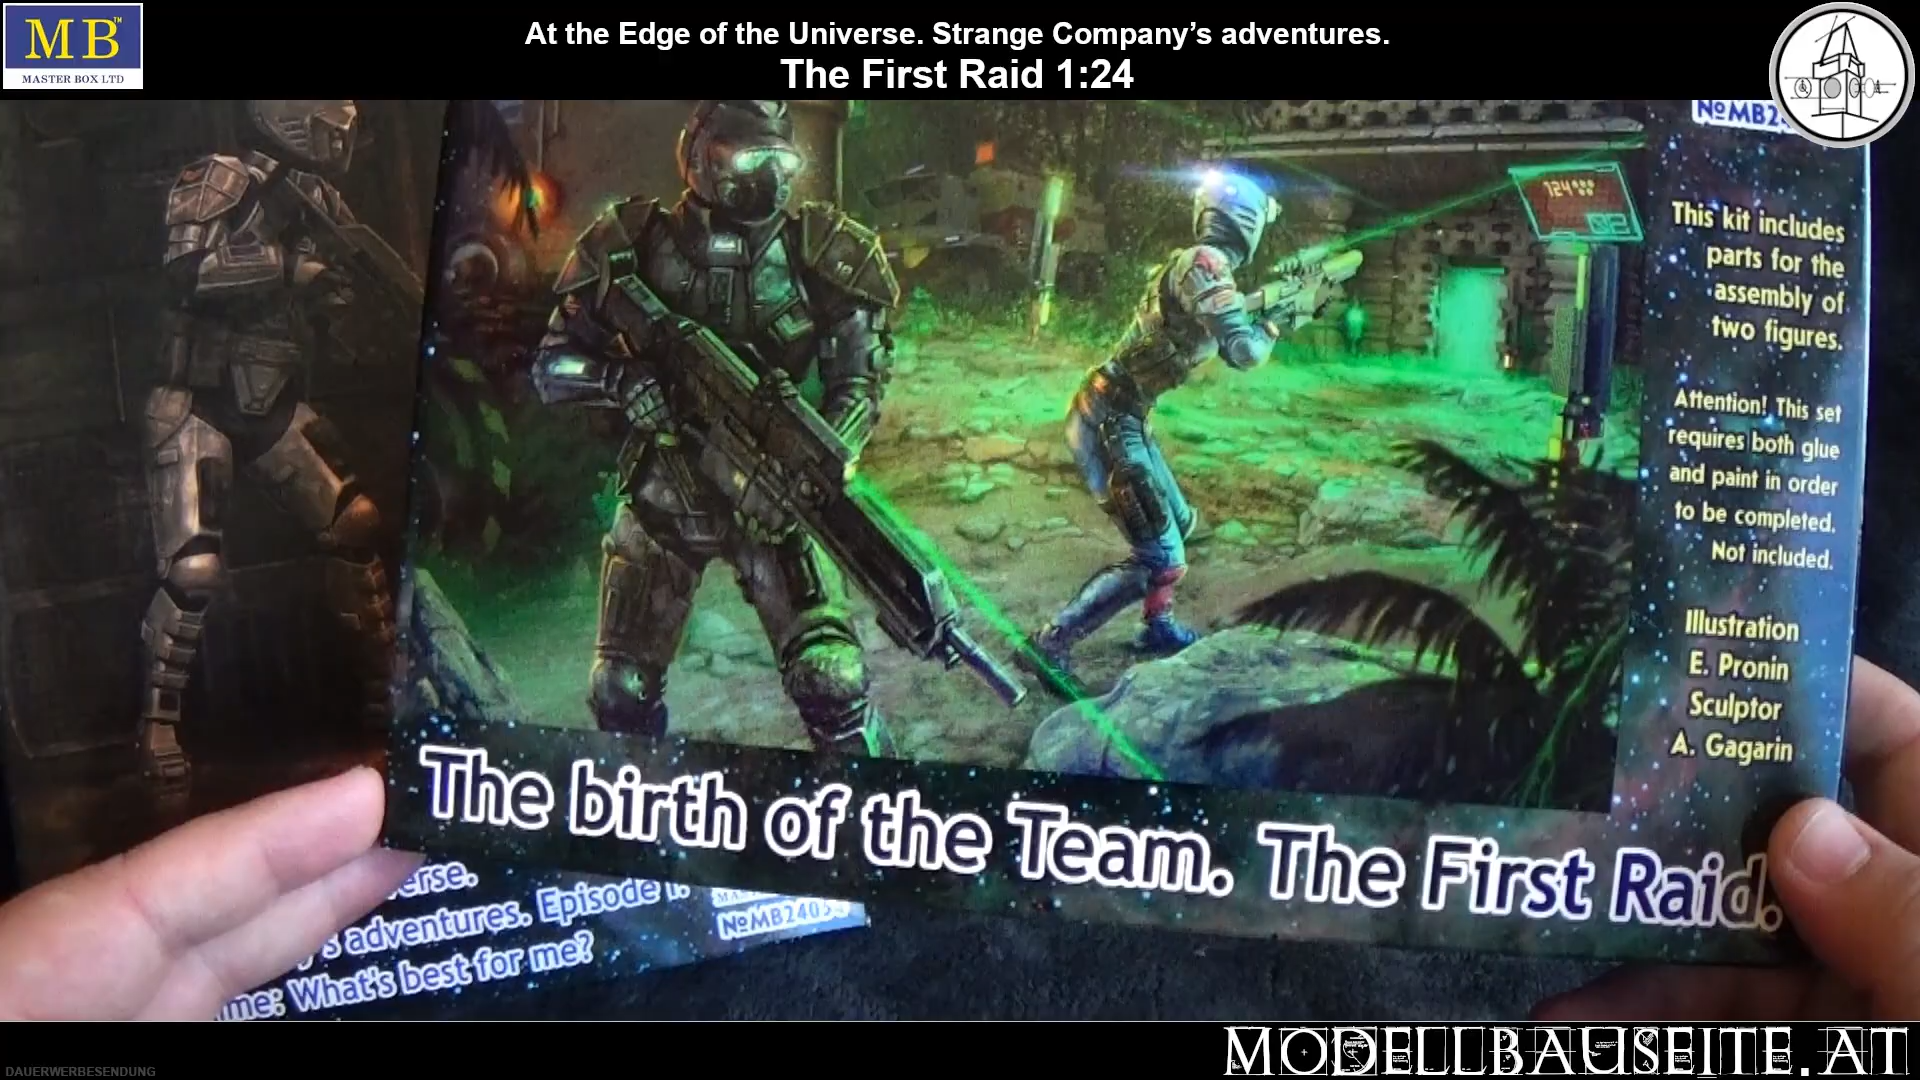 MB™
MASTER BOX LTD
At the Edge of the Universe. Strange Company's adventures.
The First Raid 1:24
NoMB24
This kit includes
parts for the
assembly of
two figures.
Attention! This set
requires both glue
and paint in order
to be completed.
Not included.
Illustration
E. Pronin
Sculptor
A. Gagarin
The birth of the Team. The First Raid.
erse.
's adventures. Episode I.
NoMB2405
me: What's best for me?
MODELLBAUSEITE.AT
DAUERWERBESENDUNG